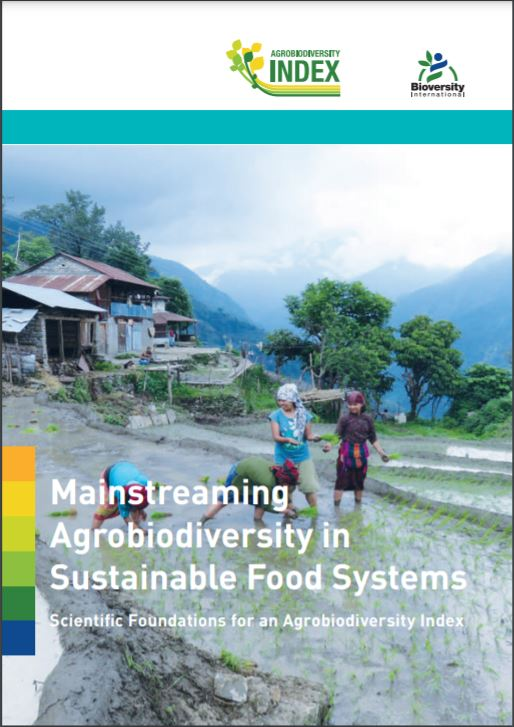 AGROBIODIVERSITY
INDEX
Bioversity
International
Mainstreaming
Agrobiodiversity in
Sustainable Food Systems
Scientific Foundations for an Agrobiodiversity Index